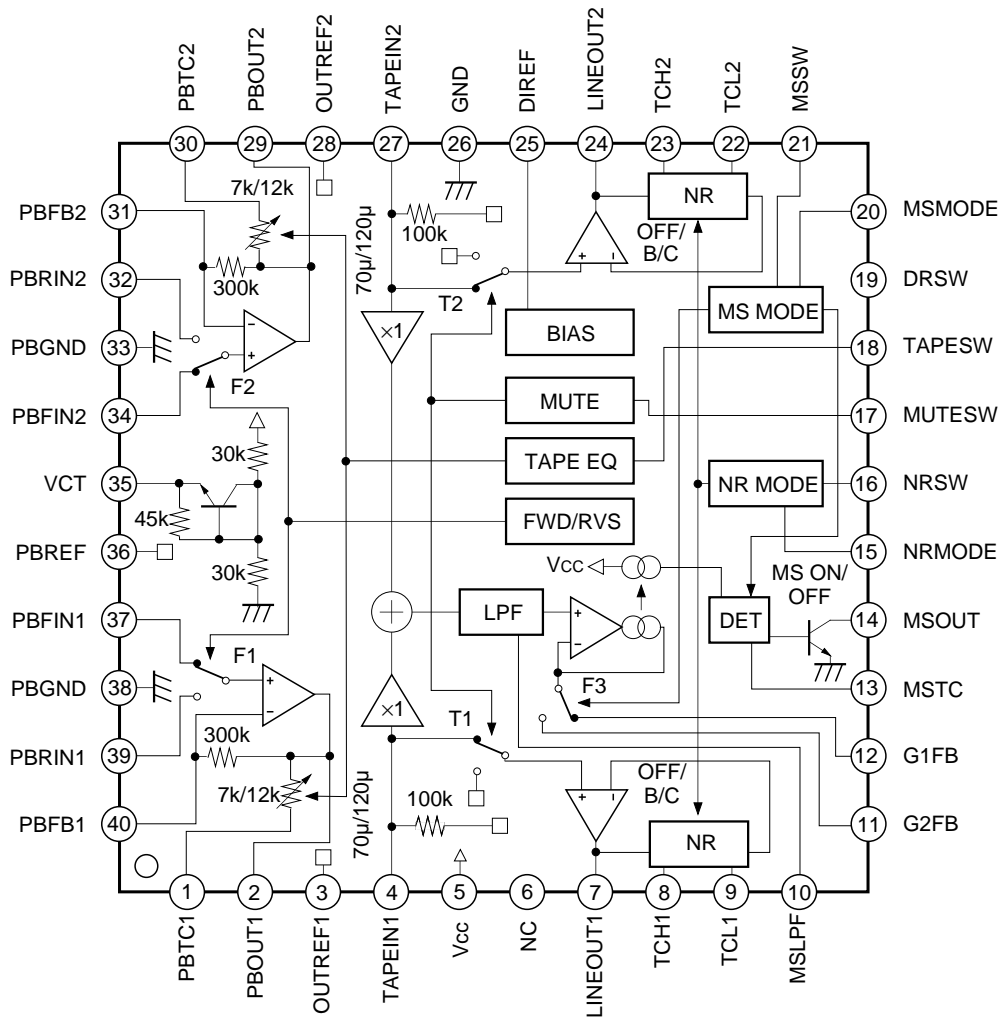 PBTC2
PBOUT2
OUTREF2
TAPEIN2
GND
DIREF
LINEOUT2
TCH2
TCL2
MSSW
30
29
28
27
26
25
24
23
22
21
PBFB2
31
PBRIN2
32
PBGND
33
PBFIN2
34
VCT
35
PBREF
36
PBFIN1
37
PBGND
38
PBRIN1
39
PBFB1
40
20
MSMODE
19
DRSW
18
TAPESW
17
MUTESW
16
NRSW
15
NRMODE
14
MSOUT
13
MSTC
12
G1FB
11
G2FB
7k/12k
300k
− +
F2
70μ/120μ
100k
T2
×1
+ −
NR
OFF/
B/C
BIAS
MS MODE
MUTE
TAPE EQ
NR MODE
FWD/RVS
30k
45k
30k
Vcc
MS ON/
OFF
DET
+
LPF
+ −
F3
F1
+ −
300k
7k/12k
×1
T1
70μ/120μ
100k
+ −
OFF/
B/C
NR
1
2
3
4
5
6
7
8
9
10
PBTC1
PBOUT1
OUTREF1
TAPEIN1
Vcc
NC
LINEOUT1
TCH1
TCL1
MSLPF